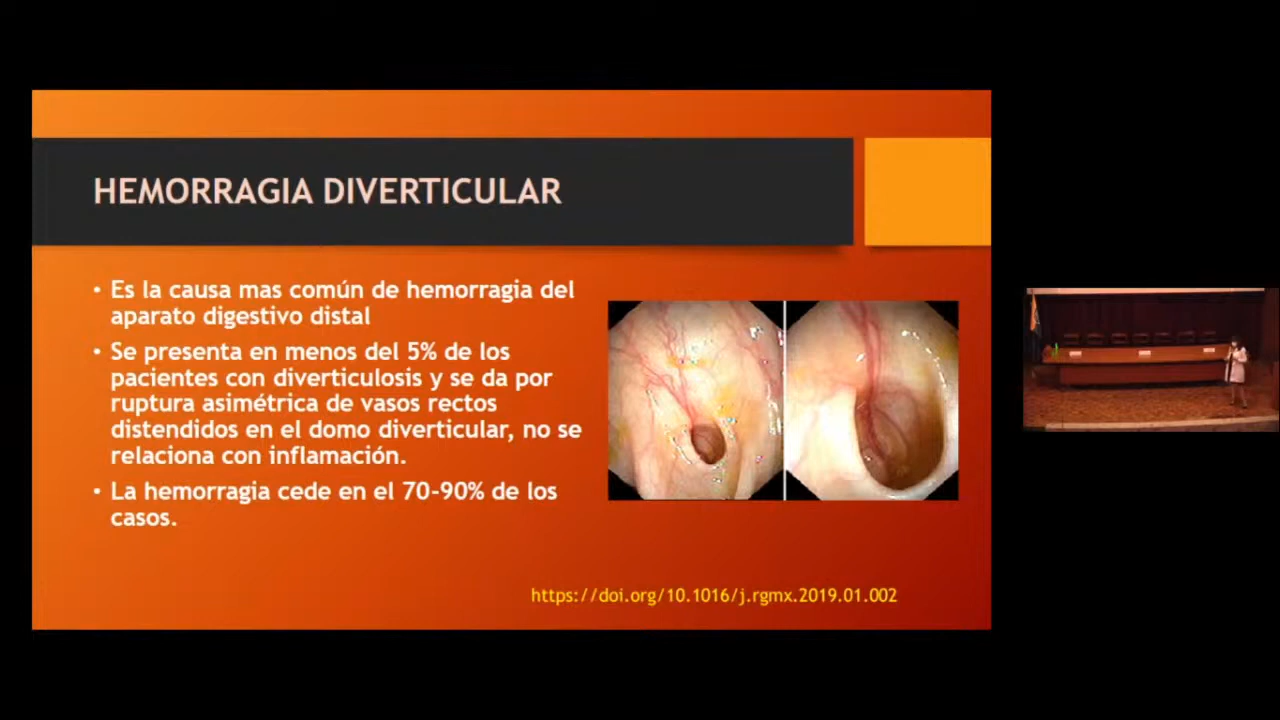 HEMORRAGIA DIVERTICULAR
• Es la causa mas común de hemorragia del
aparato digestivo distal
• Se presenta en menos del 5% de los
pacientes con diverticulosis y se da por
ruptura asimétrica de vasos rectos
distendidos en el domo diverticular, no se
relaciona con inflamación.
• La hemorragia cede en el 70-90% de los
casos.
https://doi.org/10.1016/j.rgmx.2019.01.002